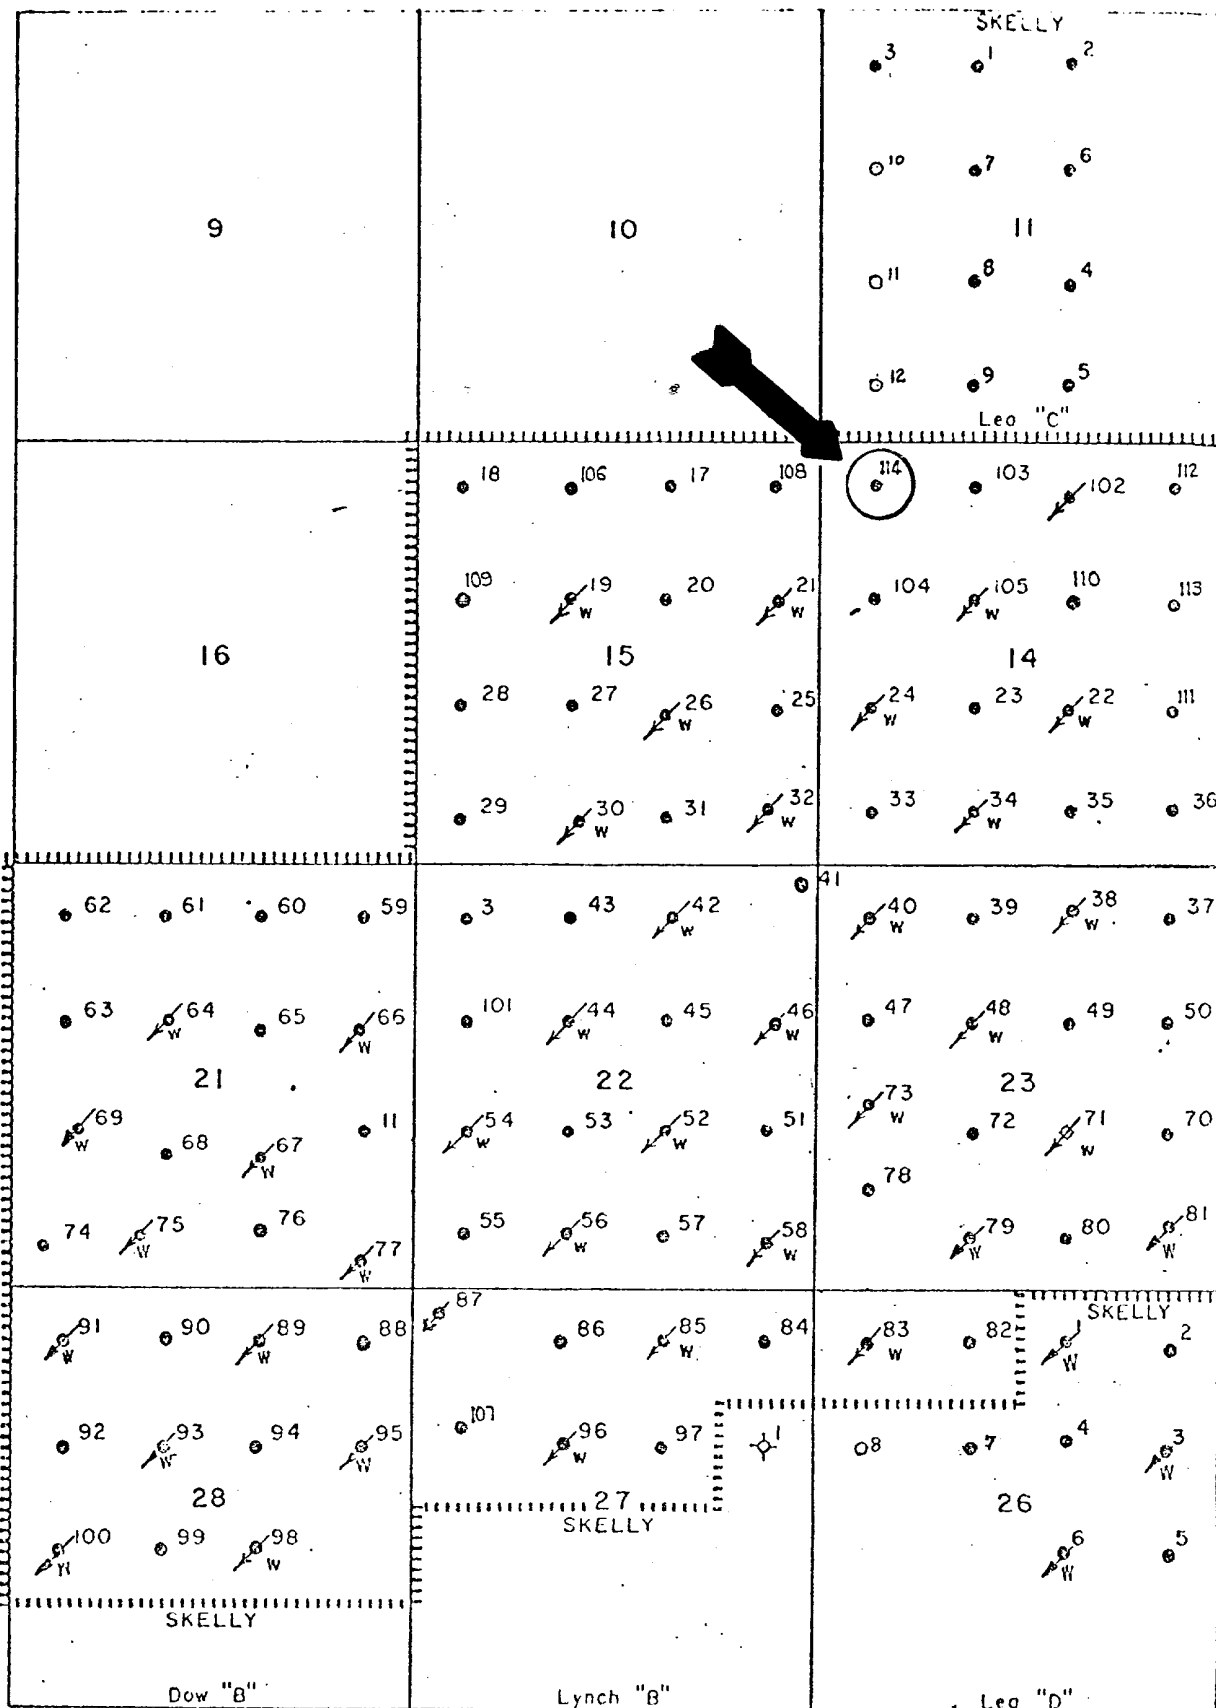 SKELLY
3 1 2
10 7 6
9 10 11
11 8 4
12 9 5
Lea "C"
18 106 17 108 114 103 102 112
109 19 W 20 21 W 104 105 W 110 113
16 15 14
28 27 26 W 25 24 W 23 22 W 111
29 30 W 31 32 W 33 34 W 35 36
41
62 61 60 59 3 43 42 W 40 W 39 38 W 37
63 64 W 65 66 W 101 44 W 45 46 W 47 48 W 49 50
21 22 23
69 W 68 67 W 11 54 W 53 52 W 51 73 W 72 71 W 70
78
74 75 W 76 77 W 55 56 W 57 58 W 79 W 80 81 W
SKELLY
91 W 90 89 W 88 87 86 85 W 84 83 W 82 1 W 2
92 93 W 94 95 W 107 96 W 97 1 8 7 4 3 W
28 27 26
SKELLY
100 W 99 98 W 6 W 5
SKELLY
Dow "B" Lynch "B" Lea "D"